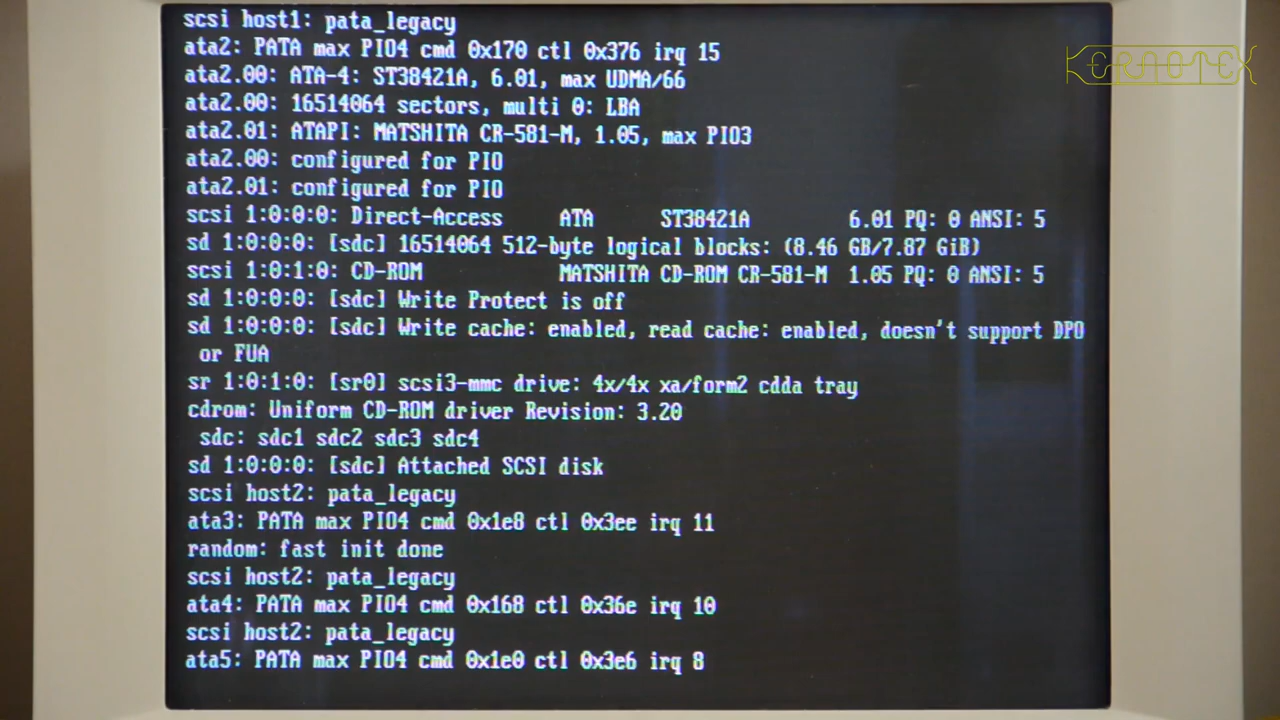 scsi host1: pata_legacy
ata2: PATA max PIO4 cmd 0x170 ctl 0x376 irq 15
ata2.00: ATA-4: ST38421A, 6.01, max UDMA/66
ata2.00: 16514064 sectors, multi 0: LBA
ata2.01: ATAPI: MATSHITA CR-581-M, 1.05, max PIO3
ata2.00: configured for PIO
ata2.01: configured for PIO
scsi 1:0:0:0: Direct-Access ATA ST38421A 6.01 PQ: 0 ANSI: 5
sd 1:0:0:0: [sdc] 16514064 512-byte logical blocks: (8.46 GB/7.87 GiB)
scsi 1:0:1:0: CD-ROM MATSHITA CD-ROM CR-581-M 1.05 PQ: 0 ANSI: 5
sd 1:0:0:0: [sdc] Write Protect is off
sd 1:0:0:0: [sdc] Write cache: enabled, read cache: enabled, doesn't support DPO
or FUA
sr 1:0:1:0: [sr0] scsi3-mmc drive: 4x/4x xa/form2 cdda tray
cdrom: Uniform CD-ROM driver Revision: 3.20
sdc: sdc1 sdc2 sdc3 sdc4
sd 1:0:0:0: [sdc] Attached SCSI disk
scsi host2: pata_legacy
ata3: PATA max PIO4 cmd 0x1e8 ctl 0x3ee irq 11
random: fast init done
scsi host2: pata_legacy
ata4: PATA max PIO4 cmd 0x168 ctl 0x36e irq 10
scsi host2: pata_legacy
ata5: PATA max PIO4 cmd 0x1e0 ctl 0x3e6 irq 8